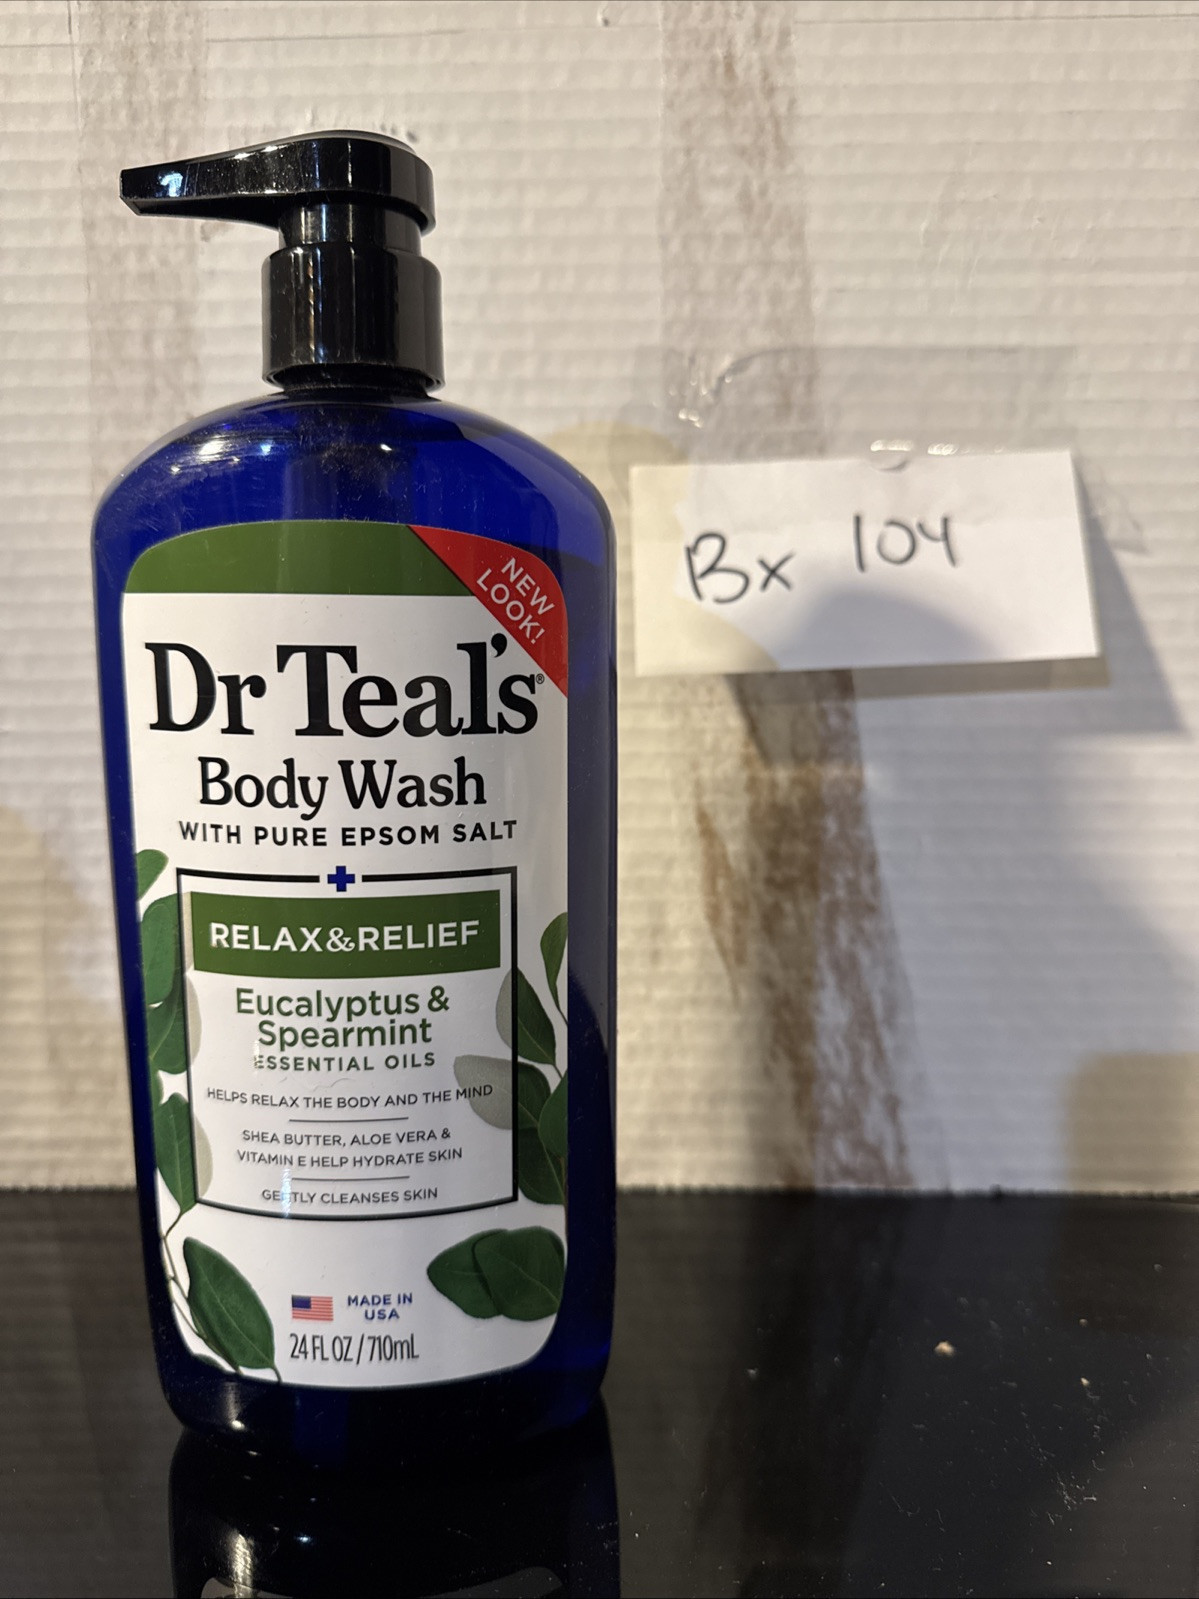 NEW
LOOK!
Dr Teal's®
Body Wash
WITH PURE EPSOM SALT
RELAX&RELIEF
Eucalyptus &
Spearmint
ESSENTIAL OILS
HELPS RELAX THE BODY AND THE MIND
SHEA BUTTER, ALOE VERA &
VITAMIN E HELP HYDRATE SKIN
GENTLY CLEANSES SKIN
MADE IN
USA
24 FL OZ / 710mL
Bx 104